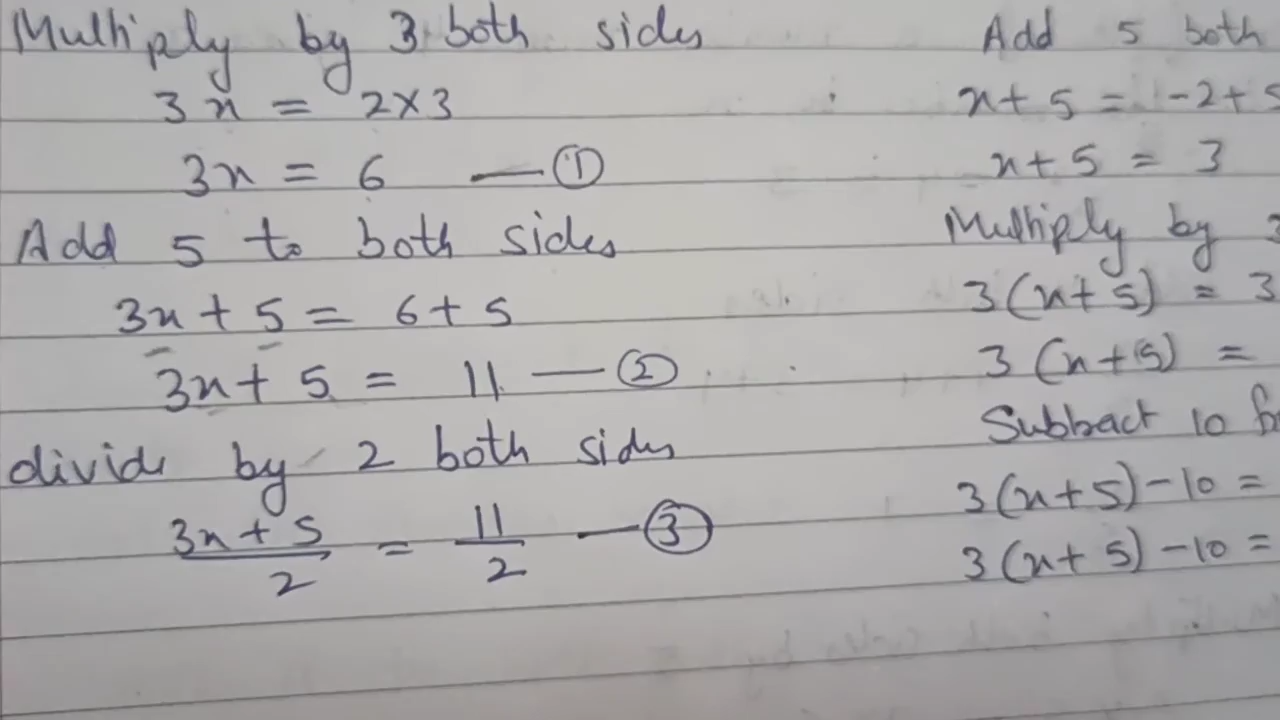 Multiply by 3 both sides
3x = 2×3
3x = 6 — ①
Add 5 to both sides
3x + 5 = 6 + 5
3x + 5 = 11 — ②
divide by 2 both sides
3x + 5 / 2 = 11 / 2 — ③
Add 5 both
x + 5 = -2 + 5
x + 5 = 3
Multiply by 3
3(x + 5) = 3
3(x + 5) =
Subtract 10
3(x + 5) - 10 =
3(x + 5) - 10 =